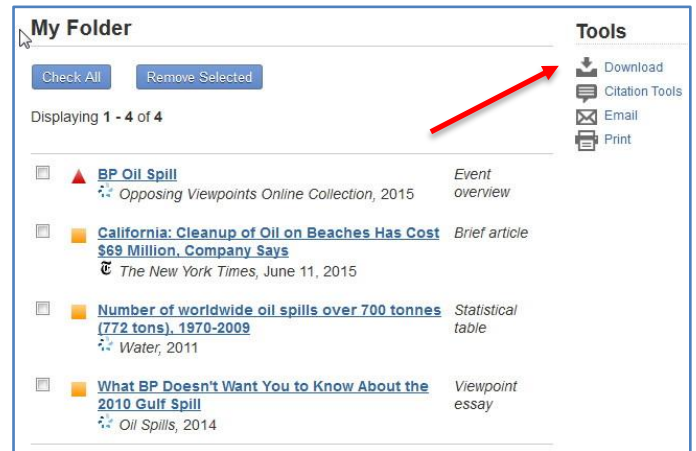 My Folder
Check All
Remove Selected
Displaying 1 - 4 of 4
BP Oil Spill
Opposing Viewpoints Online Collection, 2015
Event
overview
California: Cleanup of Oil on Beaches Has Cost
$69 Million, Company Says
The New York Times, June 11, 2015
Brief article
Number of worldwide oil spills over 700 tonnes
(772 tons), 1970-2009
Water, 2011
Statistical
table
What BP Doesn't Want You to Know About the
2010 Gulf Spill
Oil Spills, 2014
Viewpoint
essay
Tools
Download
Citation Tools
Email
Print